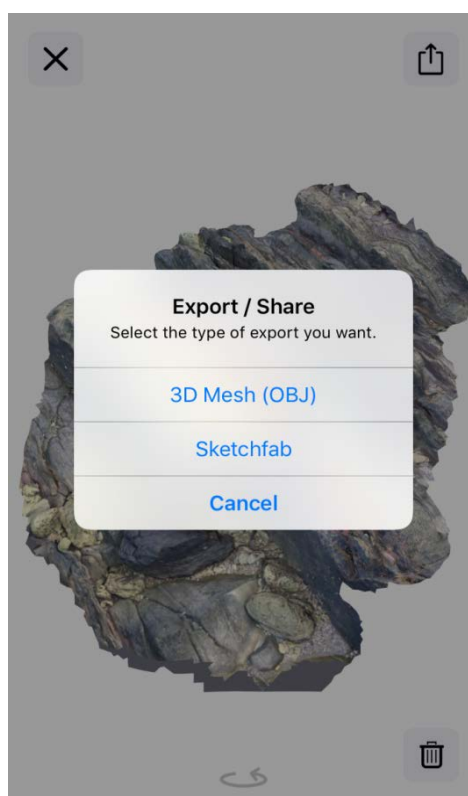 Export / Share
Select the type of export you want.
3D Mesh (OBJ)
Sketchfab
Cancel